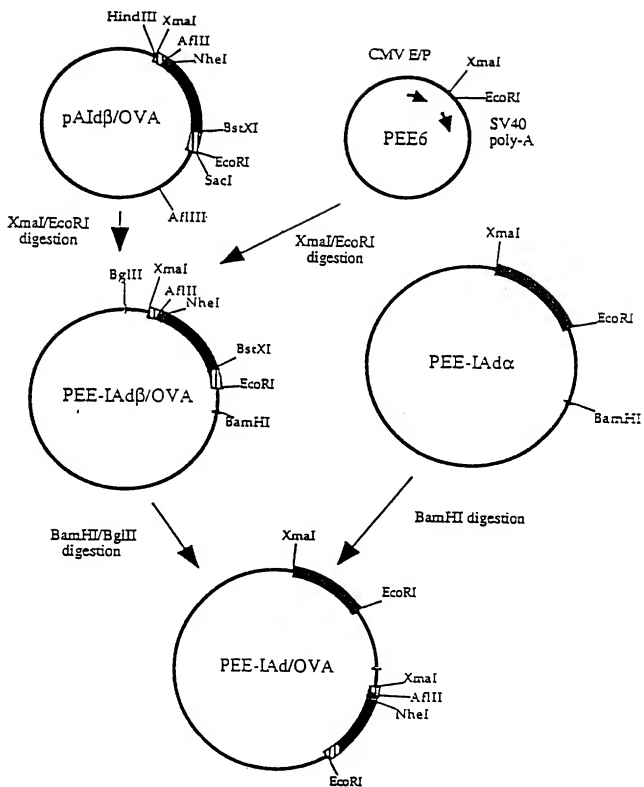 HindIII XmaI
AflII
NheI
pAIdβ/OVA
BstXI
EcoRI
SacI
AflIII
CMV E/P
XmaI
EcoRI
PEE6
SV40
poly-A
XmaI/EcoRI
digestion
XmaI/EcoRI
digestion
BglII
XmaI
AflII
NheI
BstXI
PEE-IAdβ/OVA
EcoRI
BamHI
XmaI
EcoRI
PEE-IAdα
BamHI
BamHI/BglII
digestion
BamHI digestion
XmaI
EcoRI
PEE-IAd/OVA
XmaI
AflII
NheI
EcoRI